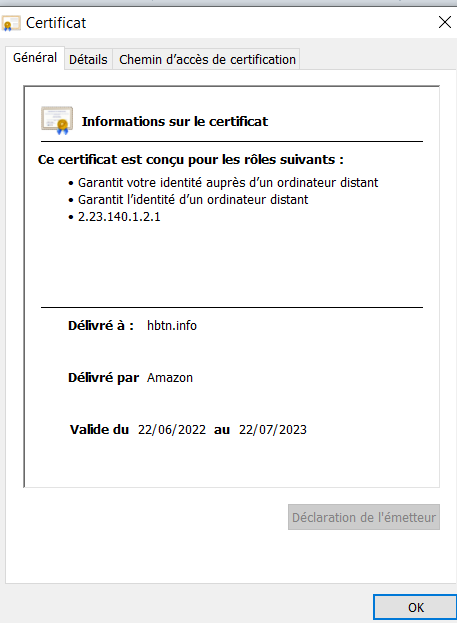 Certificat
Général
Détails
Chemin d’accès de certification
Informations sur le certificat
Ce certificat est conçu pour les rôles suivants :
• Garantit votre identité auprès d’un ordinateur distant
• Garantit l’identité d’un ordinateur distant
• 2.23.140.1.2.1
Délivré à : hbtn.info
Délivré par Amazon
Valide du 22/06/2022 au 22/07/2023
Déclaration de l'émetteur
OK